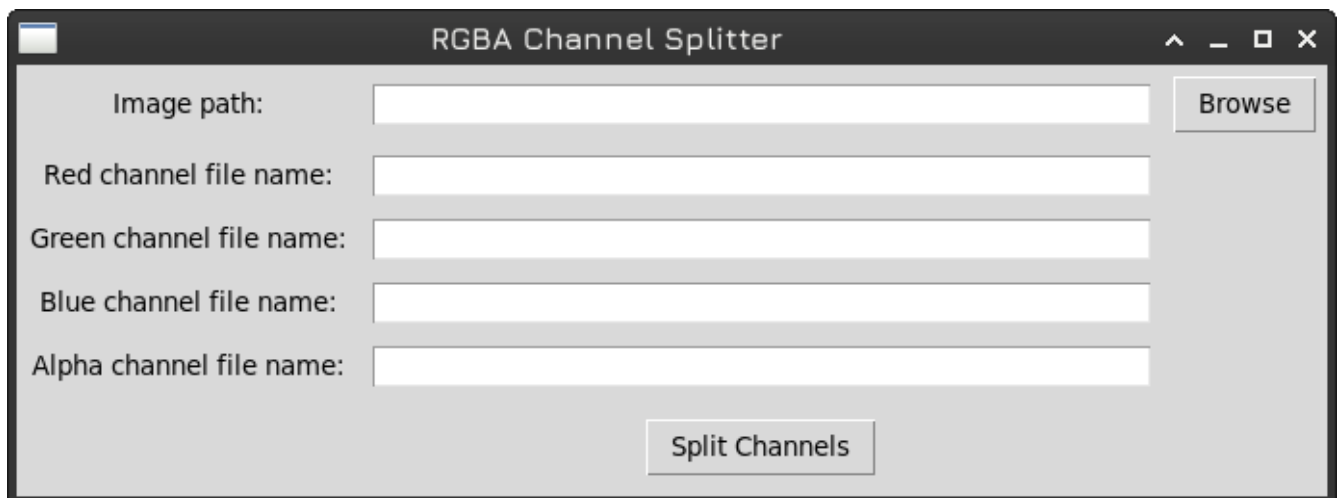 RGBA Channel Splitter
Image path:
Browse
Red channel file name:
Green channel file name:
Blue channel file name:
Alpha channel file name:
Split Channels